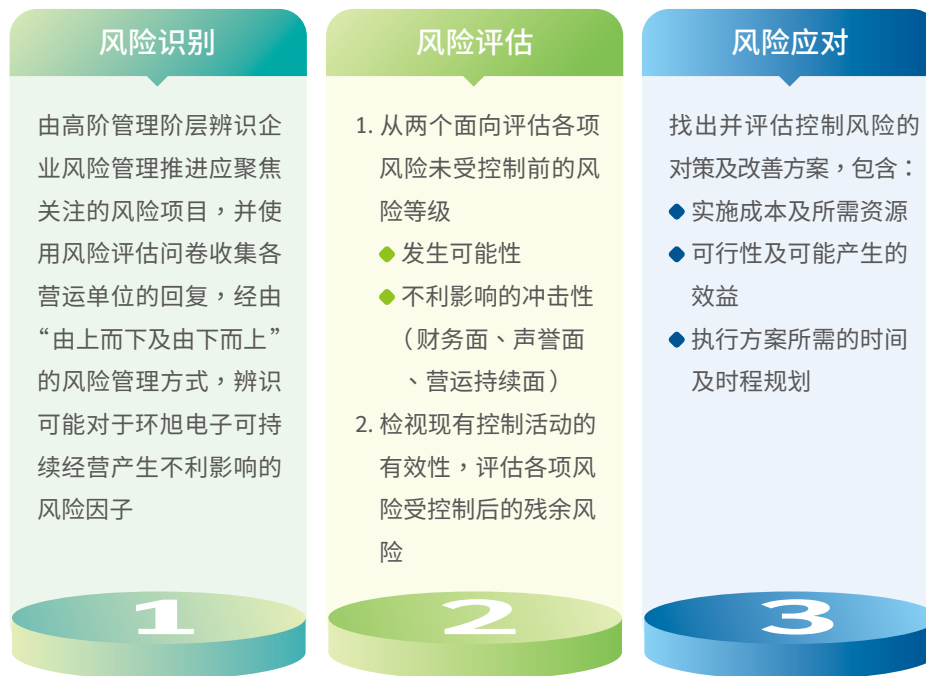 风险识别
由高阶管理阶层辨识企
业风险管理推进应聚焦
关注的风险项目，并使
用风险评估问卷收集各
营运单位的回复，经由
“由上而下及由下而上”
的风险管理方式，辨识
可能对于环旭电子可持
续经营产生不利影响的
风险因子
1
风险评估
1. 从两个面向评估各项
风险未受控制前的风
险等级
◆ 发生可能性
◆ 不利影响的冲击性
（财务面、声誉面
、营运持续面）
2. 检视现有控制活动的
有效性，评估各项风
险受控制后的残余风
险
2
风险应对
找出并评估控制风险的
对策及改善方案，包含：
◆ 实施成本及所需资源
◆ 可行性及可能产生的
效益
◆ 执行方案所需的时间
及时程规划
3